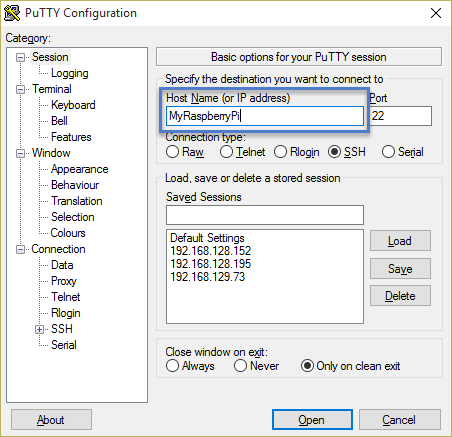 PuTTY Configuration
Category:
Session
Logging
Terminal
Keyboard
Bell
Features
Window
Appearance
Behaviour
Translation
Selection
Colours
Connection
Data
Proxy
Telnet
Rlogin
SSH
Serial
Basic options for your PuTTY session
Specify the destination you want to connect to
Host Name (or IP address) Port
MyRaspberryPi 22
Connection type:
Raw Telnet Rlogin SSH Serial
Load, save or delete a stored session
Saved Sessions
Default Settings
192.168.128.152
192.168.128.195
192.168.129.73
Load
Save
Delete
Close window on exit:
Always Never Only on clean exit
About Open Cancel